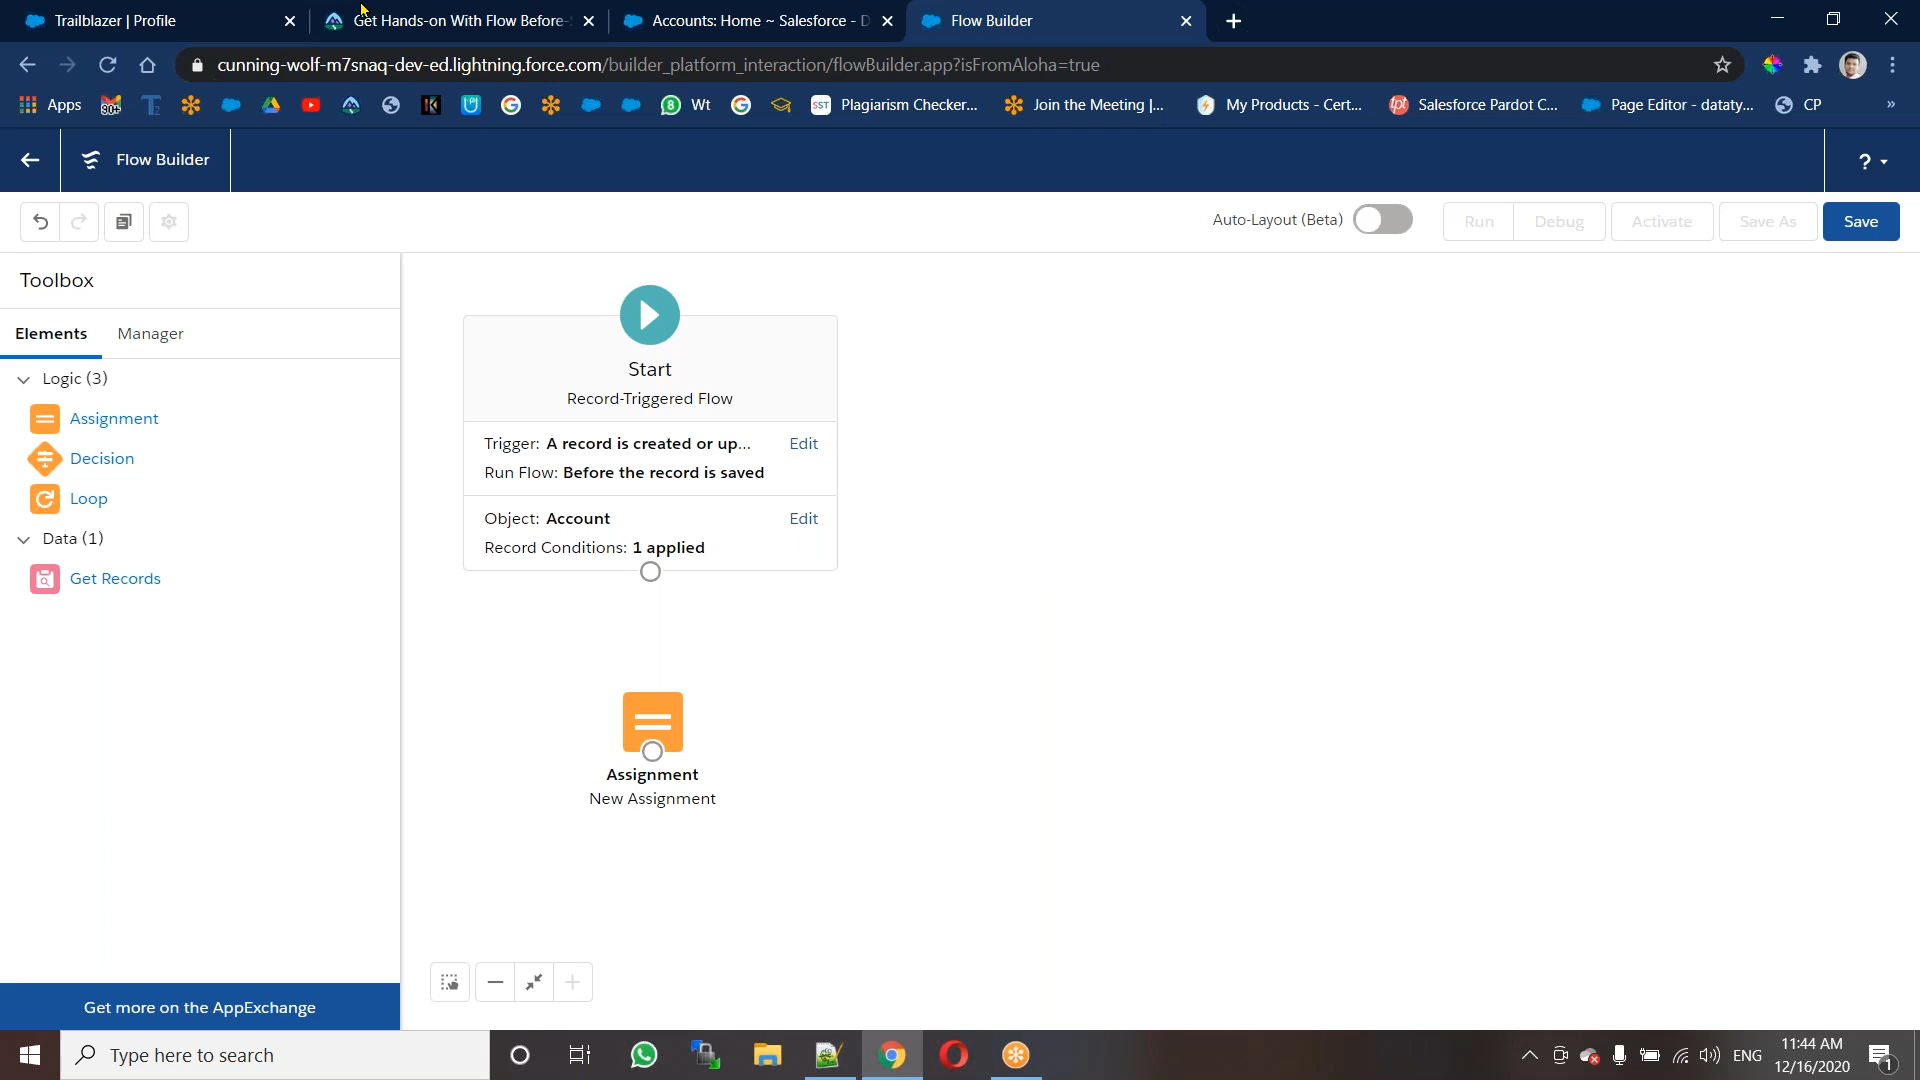 Trailblazer | Profile
Get Hands-on With Flow Before-
Accounts: Home ~ Salesforce - D
Flow Builder
cunning-wolf-m7snaq-dev-ed.lightning.force.com/builder_platform_interaction/flowBuilder.app?isFromAloha=true
Apps
Wt
Plagiarism Checker...
Join the Meeting |...
My Products - Cert...
Salesforce Pardot C...
Page Editor - dataty...
CP
»
Flow Builder
?
Auto-Layout (Beta)
Run
Debug
Activate
Save As
Save
Toolbox
Elements
Manager
Logic (3)
Assignment
Decision
Loop
Data (1)
Get Records
Get more on the AppExchange
Start
Record-Triggered Flow
Trigger: A record is created or up... Edit
Run Flow: Before the record is saved
Object: Account Edit
Record Conditions: 1 applied
Assignment
New Assignment
Type here to search
ENG
11:44 AM
12/16/2020
1